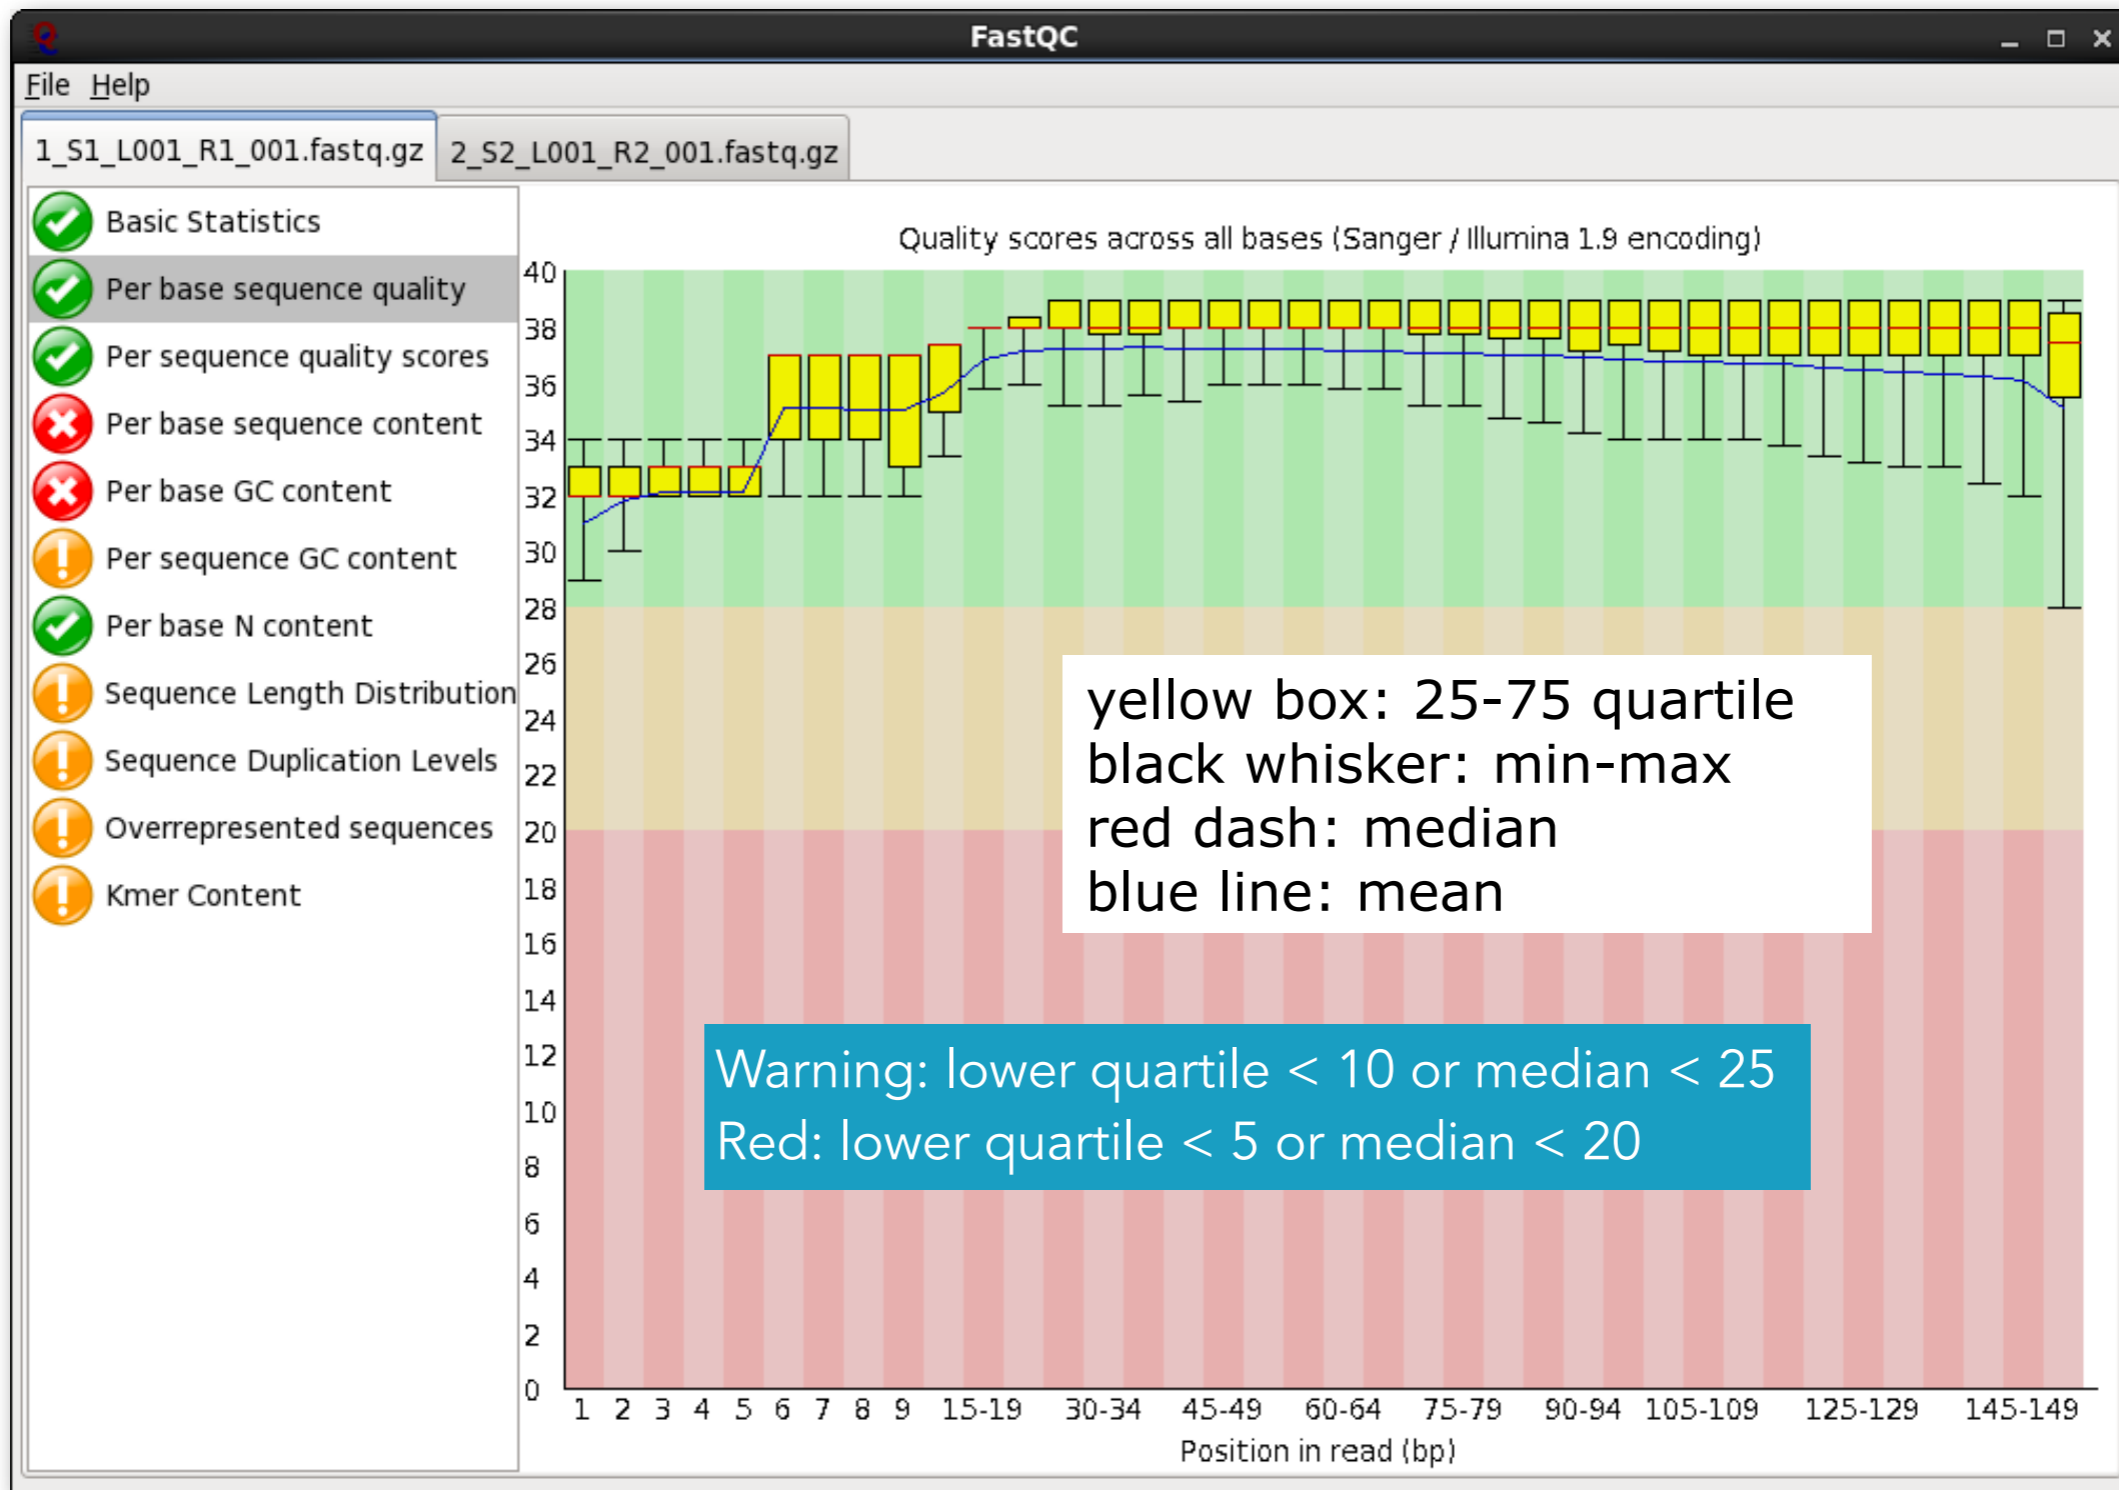 FastQC
File Help
1_S1_L001_R1_001.fastq.gz 2_S2_L001_R2_001.fastq.gz
Basic Statistics
Per base sequence quality
Per sequence quality scores
Per base sequence content
Per base GC content
Per sequence GC content
Per base N content
Sequence Length Distribution
Sequence Duplication Levels
Overrepresented sequences
Kmer Content
Quality scores across all bases (Sanger / Illumina 1.9 encoding)
40
38
36
34
32
30
28
26
24
22
20
18
16
14
12
10
8
6
4
2
0
yellow box: 25-75 quartile
black whisker: min-max
red dash: median
blue line: mean
Warning: lower quartile < 10 or median < 25
Red: lower quartile < 5 or median < 20
1 2 3 4 5 6 7 8 9 15-19 30-34 45-49 60-64 75-79 90-94 105-109 125-129 145-149
Position in read (bp)